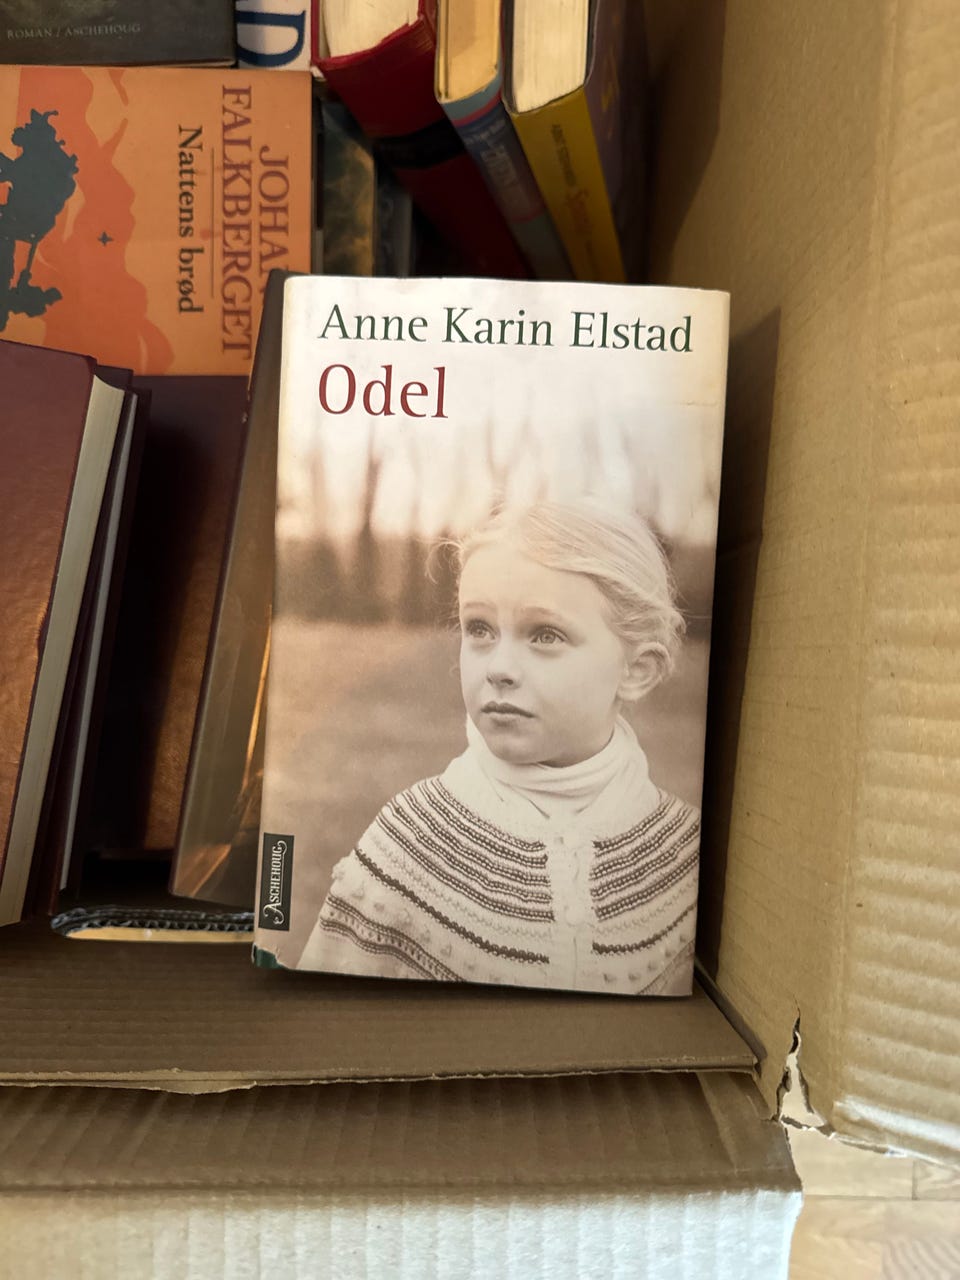 ROMAN / ASCHEHOUG
D
JOHAN
FALKBERGET
Nattens brød
Anne Karin Elstad
Odel
ASCHEHOUG